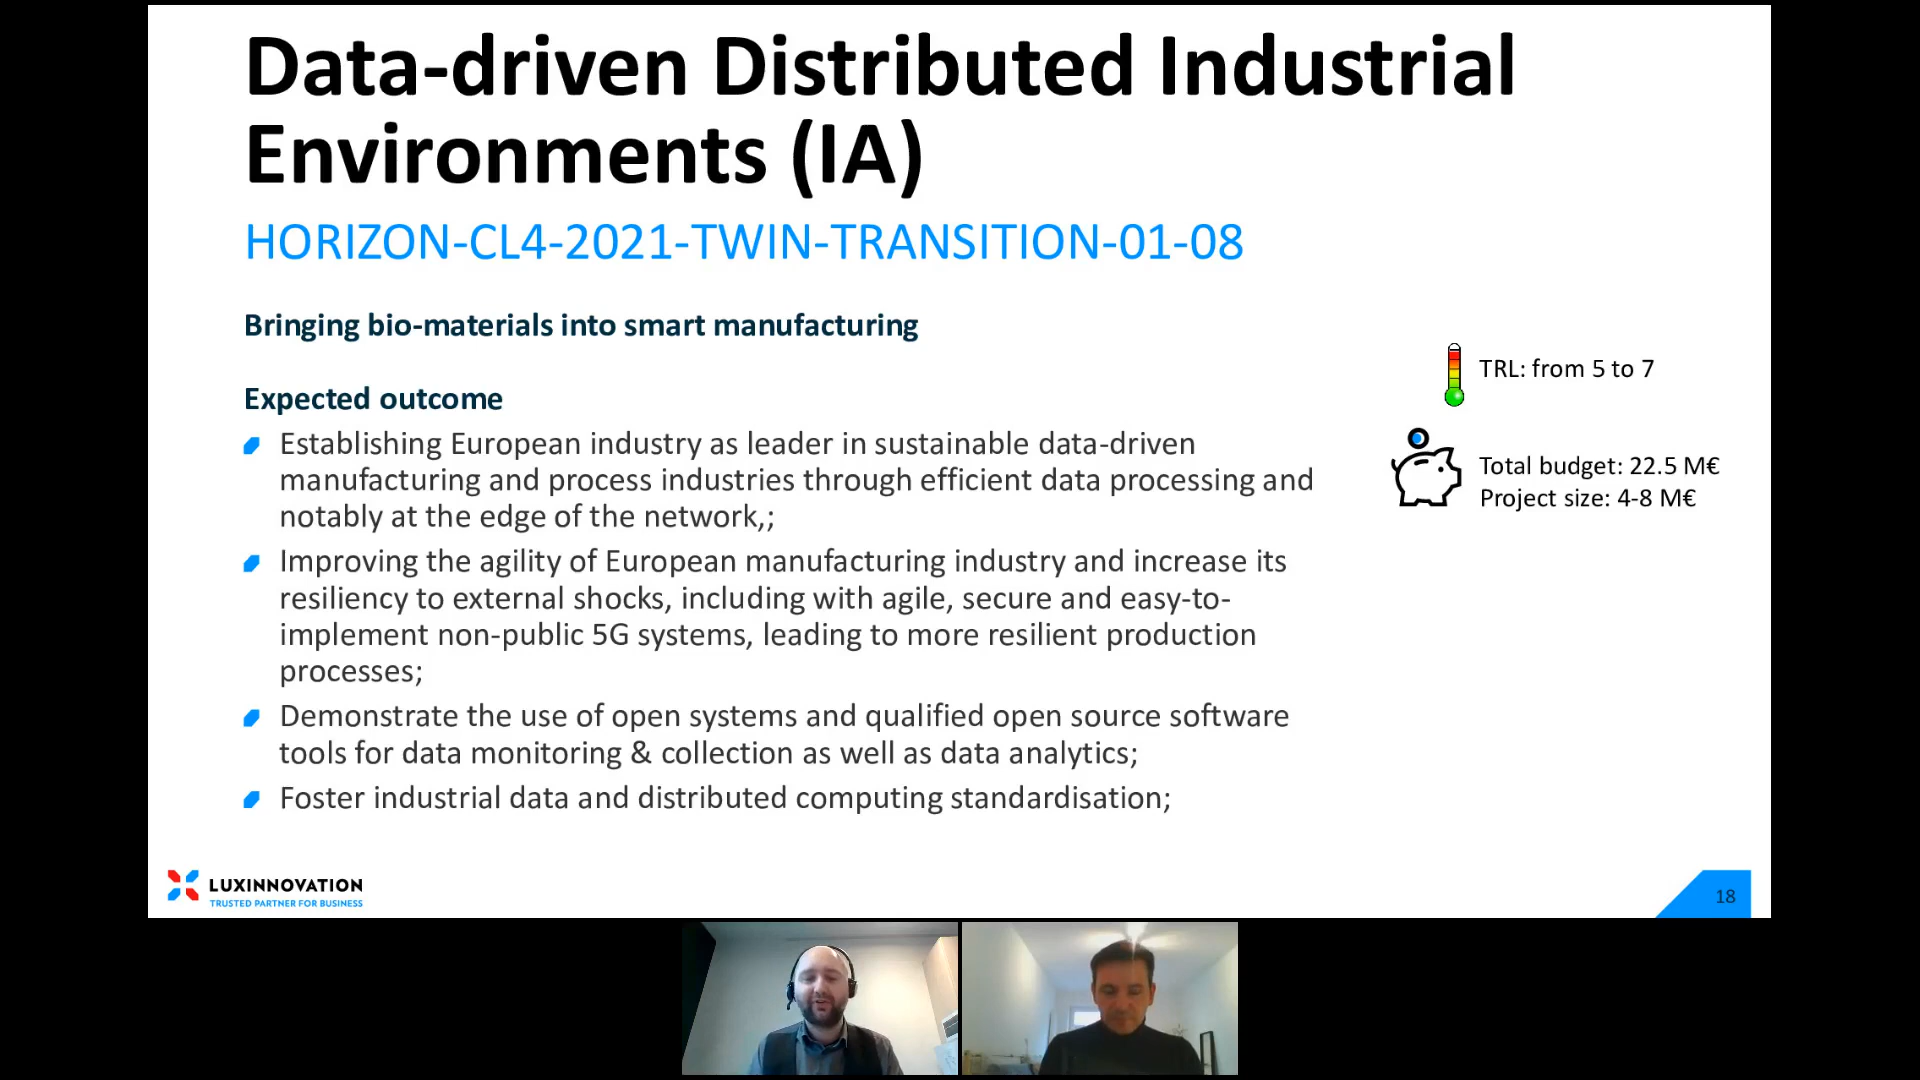 Data-driven Distributed Industrial
Environments (IA)
HORIZON-CL4-2021-TWIN-TRANSITION-01-08
Bringing bio-materials into smart manufacturing
Expected outcome
Establishing European industry as leader in sustainable data-driven
manufacturing and process industries through efficient data processing and
notably at the edge of the network,;
Improving the agility of European manufacturing industry and increase its
resiliency to external shocks, including with agile, secure and easy-to-
implement non-public 5G systems, leading to more resilient production
processes;
Demonstrate the use of open systems and qualified open source software
tools for data monitoring & collection as well as data analytics;
Foster industrial data and distributed computing standardisation;
TRL: from 5 to 7
Total budget: 22.5 M€
Project size: 4-8 M€
LUXINNOVATION
TRUSTED PARTNER FOR BUSINESS
18